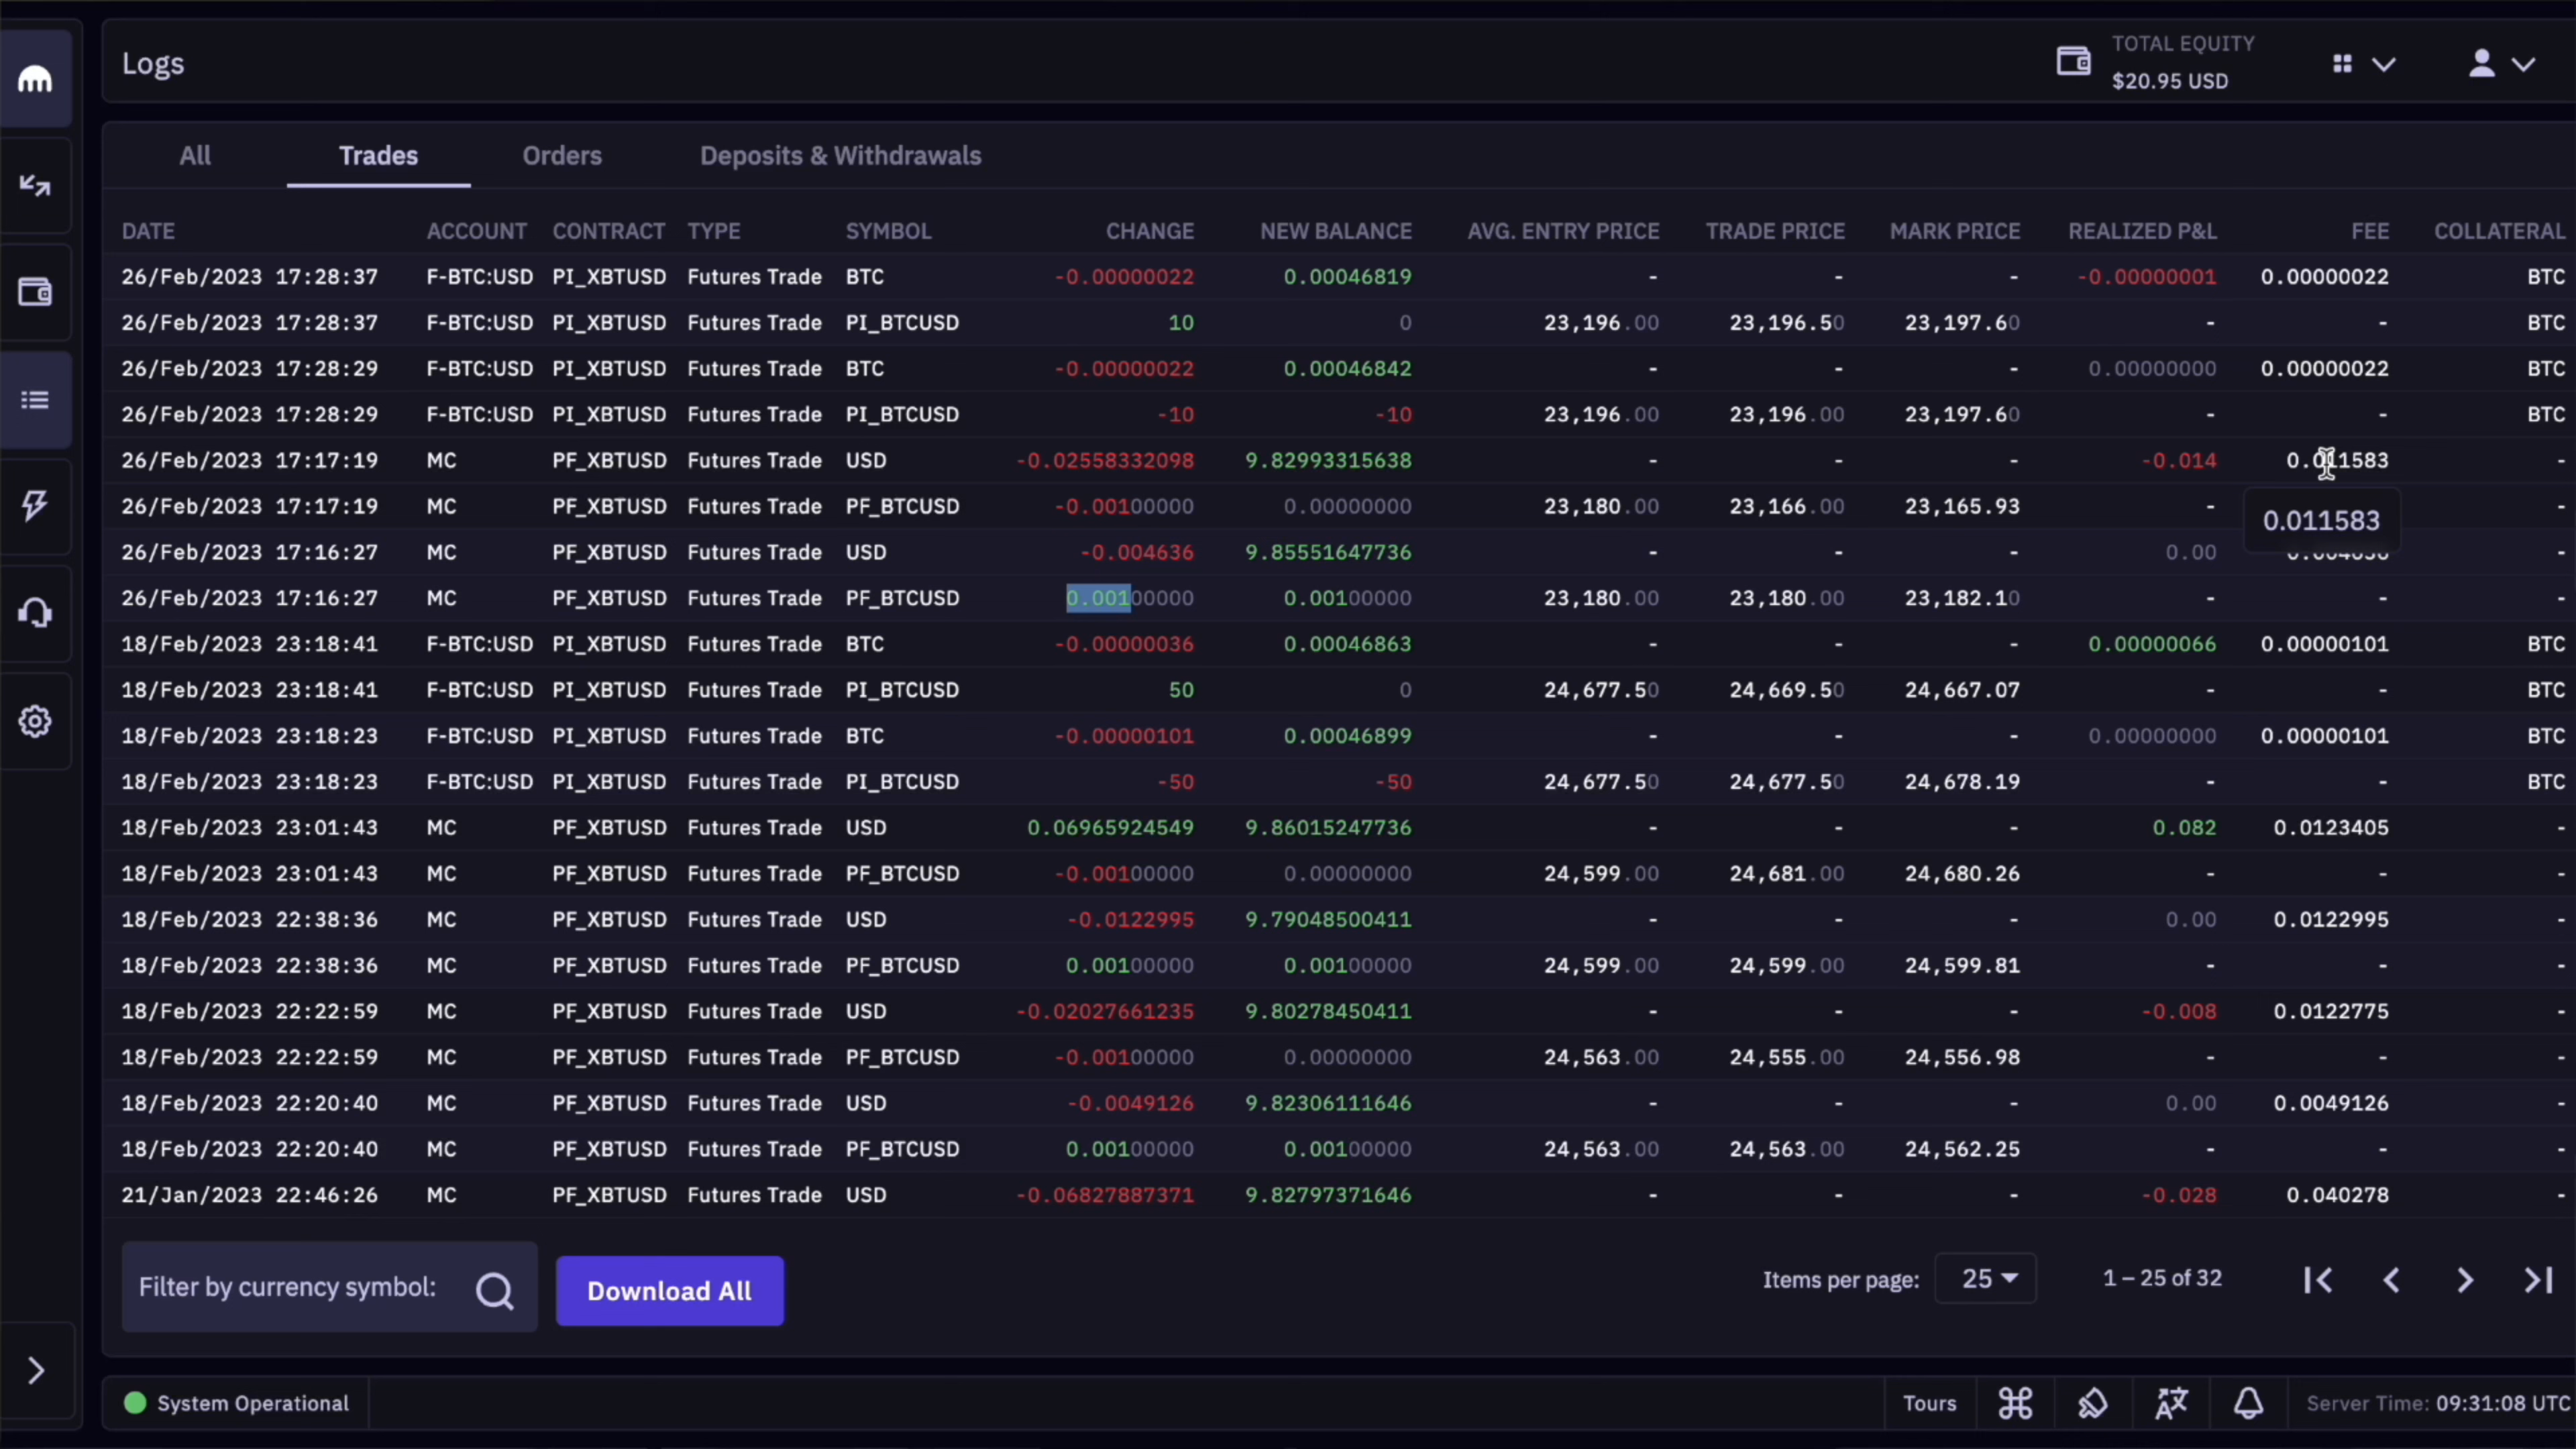 Logs
TOTAL EQUITY
$20.95 USD
All Trades Orders Deposits & Withdrawals
DATE ACCOUNT CONTRACT TYPE SYMBOL CHANGE NEW BALANCE AVG. ENTRY PRICE TRADE PRICE MARK PRICE REALIZED P&L FEE COLLATERAL
26/Feb/2023 17:28:37 F-BTC:USD PI_XBTUSD Futures Trade BTC -0.00000022 0.00046819 - - - -0.00000001 0.00000022 BTC
26/Feb/2023 17:28:37 F-BTC:USD PI_XBTUSD Futures Trade PI_BTCUSD 10 0 23,196.00 23,196.50 23,197.60 - - BTC
26/Feb/2023 17:28:29 F-BTC:USD PI_XBTUSD Futures Trade BTC -0.00000022 0.00046842 - - - 0.00000000 0.00000022 BTC
26/Feb/2023 17:28:29 F-BTC:USD PI_XBTUSD Futures Trade PI_BTCUSD -10 -10 23,196.00 23,196.00 23,197.60 - - BTC
26/Feb/2023 17:17:19 MC PF_XBTUSD Futures Trade USD -0.02558332098 9.82993315638 - - - -0.014 0.011583 -
26/Feb/2023 17:17:19 MC PF_XBTUSD Futures Trade PF_BTCUSD -0.00100000 0.00000000 23,180.00 23,166.00 23,165.93 - -
0.011583
26/Feb/2023 17:16:27 MC PF_XBTUSD Futures Trade USD -0.004636 9.85551647736 - - - 0.00 -
26/Feb/2023 17:16:27 MC PF_XBTUSD Futures Trade PF_BTCUSD 0.00100000 0.00100000 23,180.00 23,180.00 23,182.10 - - -
18/Feb/2023 23:18:41 F-BTC:USD PI_XBTUSD Futures Trade BTC -0.00000036 0.00046863 - - - 0.00000066 0.00000101 BTC
18/Feb/2023 23:18:41 F-BTC:USD PI_XBTUSD Futures Trade PI_BTCUSD 50 0 24,677.50 24,669.50 24,667.07 - - BTC
18/Feb/2023 23:18:23 F-BTC:USD PI_XBTUSD Futures Trade BTC -0.00000101 0.00046899 - - - 0.00000000 0.00000101 BTC
18/Feb/2023 23:18:23 F-BTC:USD PI_XBTUSD Futures Trade PI_BTCUSD -50 -50 24,677.50 24,677.50 24,678.19 - - BTC
18/Feb/2023 23:01:43 MC PF_XBTUSD Futures Trade USD 0.06965924549 9.86015247736 - - - 0.082 0.0123405 -
18/Feb/2023 23:01:43 MC PF_XBTUSD Futures Trade PF_BTCUSD -0.00100000 0.00000000 24,599.00 24,681.00 24,680.26 - - -
18/Feb/2023 22:38:36 MC PF_XBTUSD Futures Trade USD -0.0122995 9.79048500411 - - - 0.00 0.0122995 -
18/Feb/2023 22:38:36 MC PF_XBTUSD Futures Trade PF_BTCUSD 0.00100000 0.00100000 24,599.00 24,599.00 24,599.81 - - -
18/Feb/2023 22:22:59 MC PF_XBTUSD Futures Trade USD -0.02027661235 9.80278450411 - - - -0.008 0.0122775 -
18/Feb/2023 22:22:59 MC PF_XBTUSD Futures Trade PF_BTCUSD -0.00100000 0.00000000 24,563.00 24,555.00 24,556.98 - - -
18/Feb/2023 22:20:40 MC PF_XBTUSD Futures Trade USD -0.0049126 9.82306111646 - - - 0.00 0.0049126 -
18/Feb/2023 22:20:40 MC PF_XBTUSD Futures Trade PF_BTCUSD 0.00100000 0.00100000 24,563.00 24,563.00 24,562.25 - - -
21/Jan/2023 22:46:26 MC PF_XBTUSD Futures Trade USD -0.06827887371 9.82797371646 - - - -0.028 0.040278 -
Filter by currency symbol: Download All Items per page: 25 1 – 25 of 32
System Operational Tours Server Time: 09:31:08 UTC